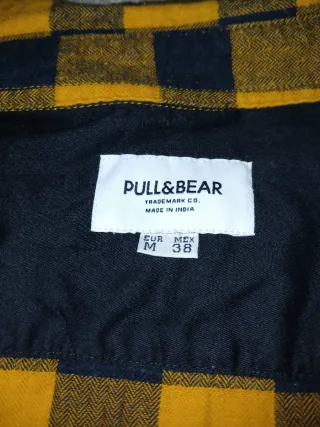 PULL&BEAR
TRADEMARK CO.
MADE IN INDIA
EUR MEX
M 38